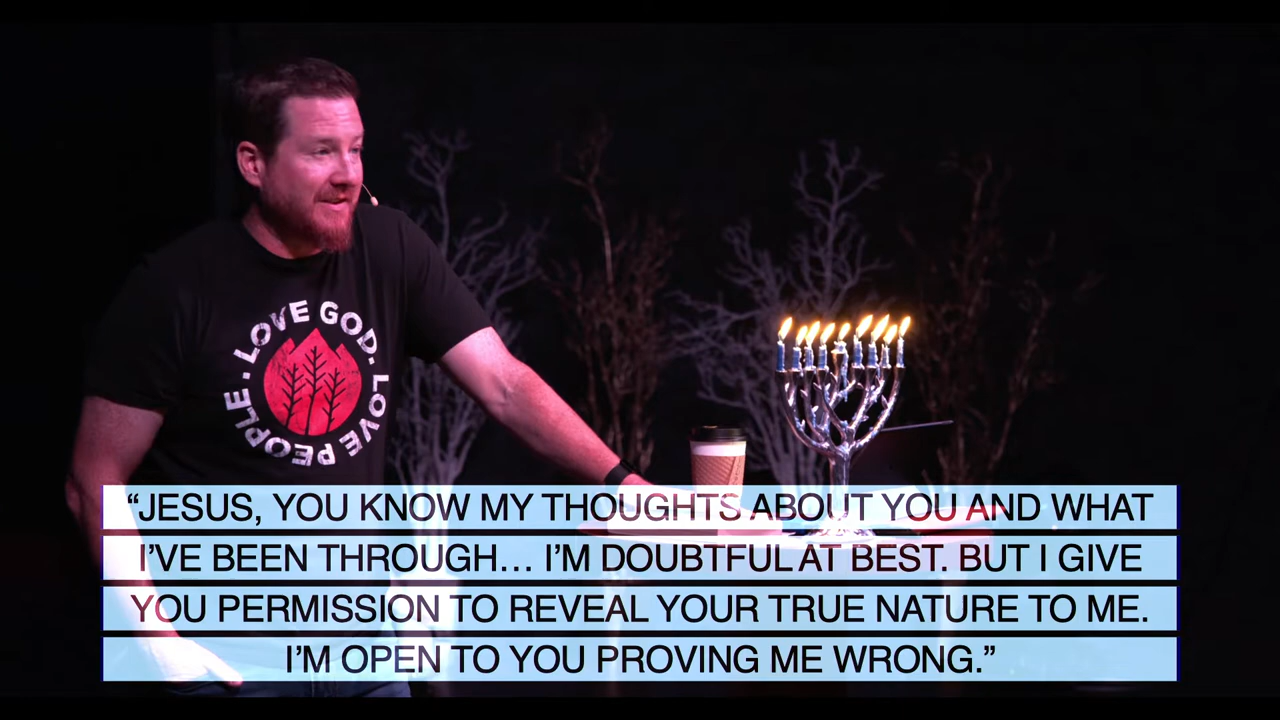 LOVE GOD. LOVE PEOPLE.
“JESUS, YOU KNOW MY THOUGHTS ABOUT YOU AND WHAT
I’VE BEEN THROUGH... I’M DOUBTFUL AT BEST. BUT I GIVE
YOU PERMISSION TO REVEAL YOUR TRUE NATURE TO ME.
I’M OPEN TO YOU PROVING ME WRONG.”